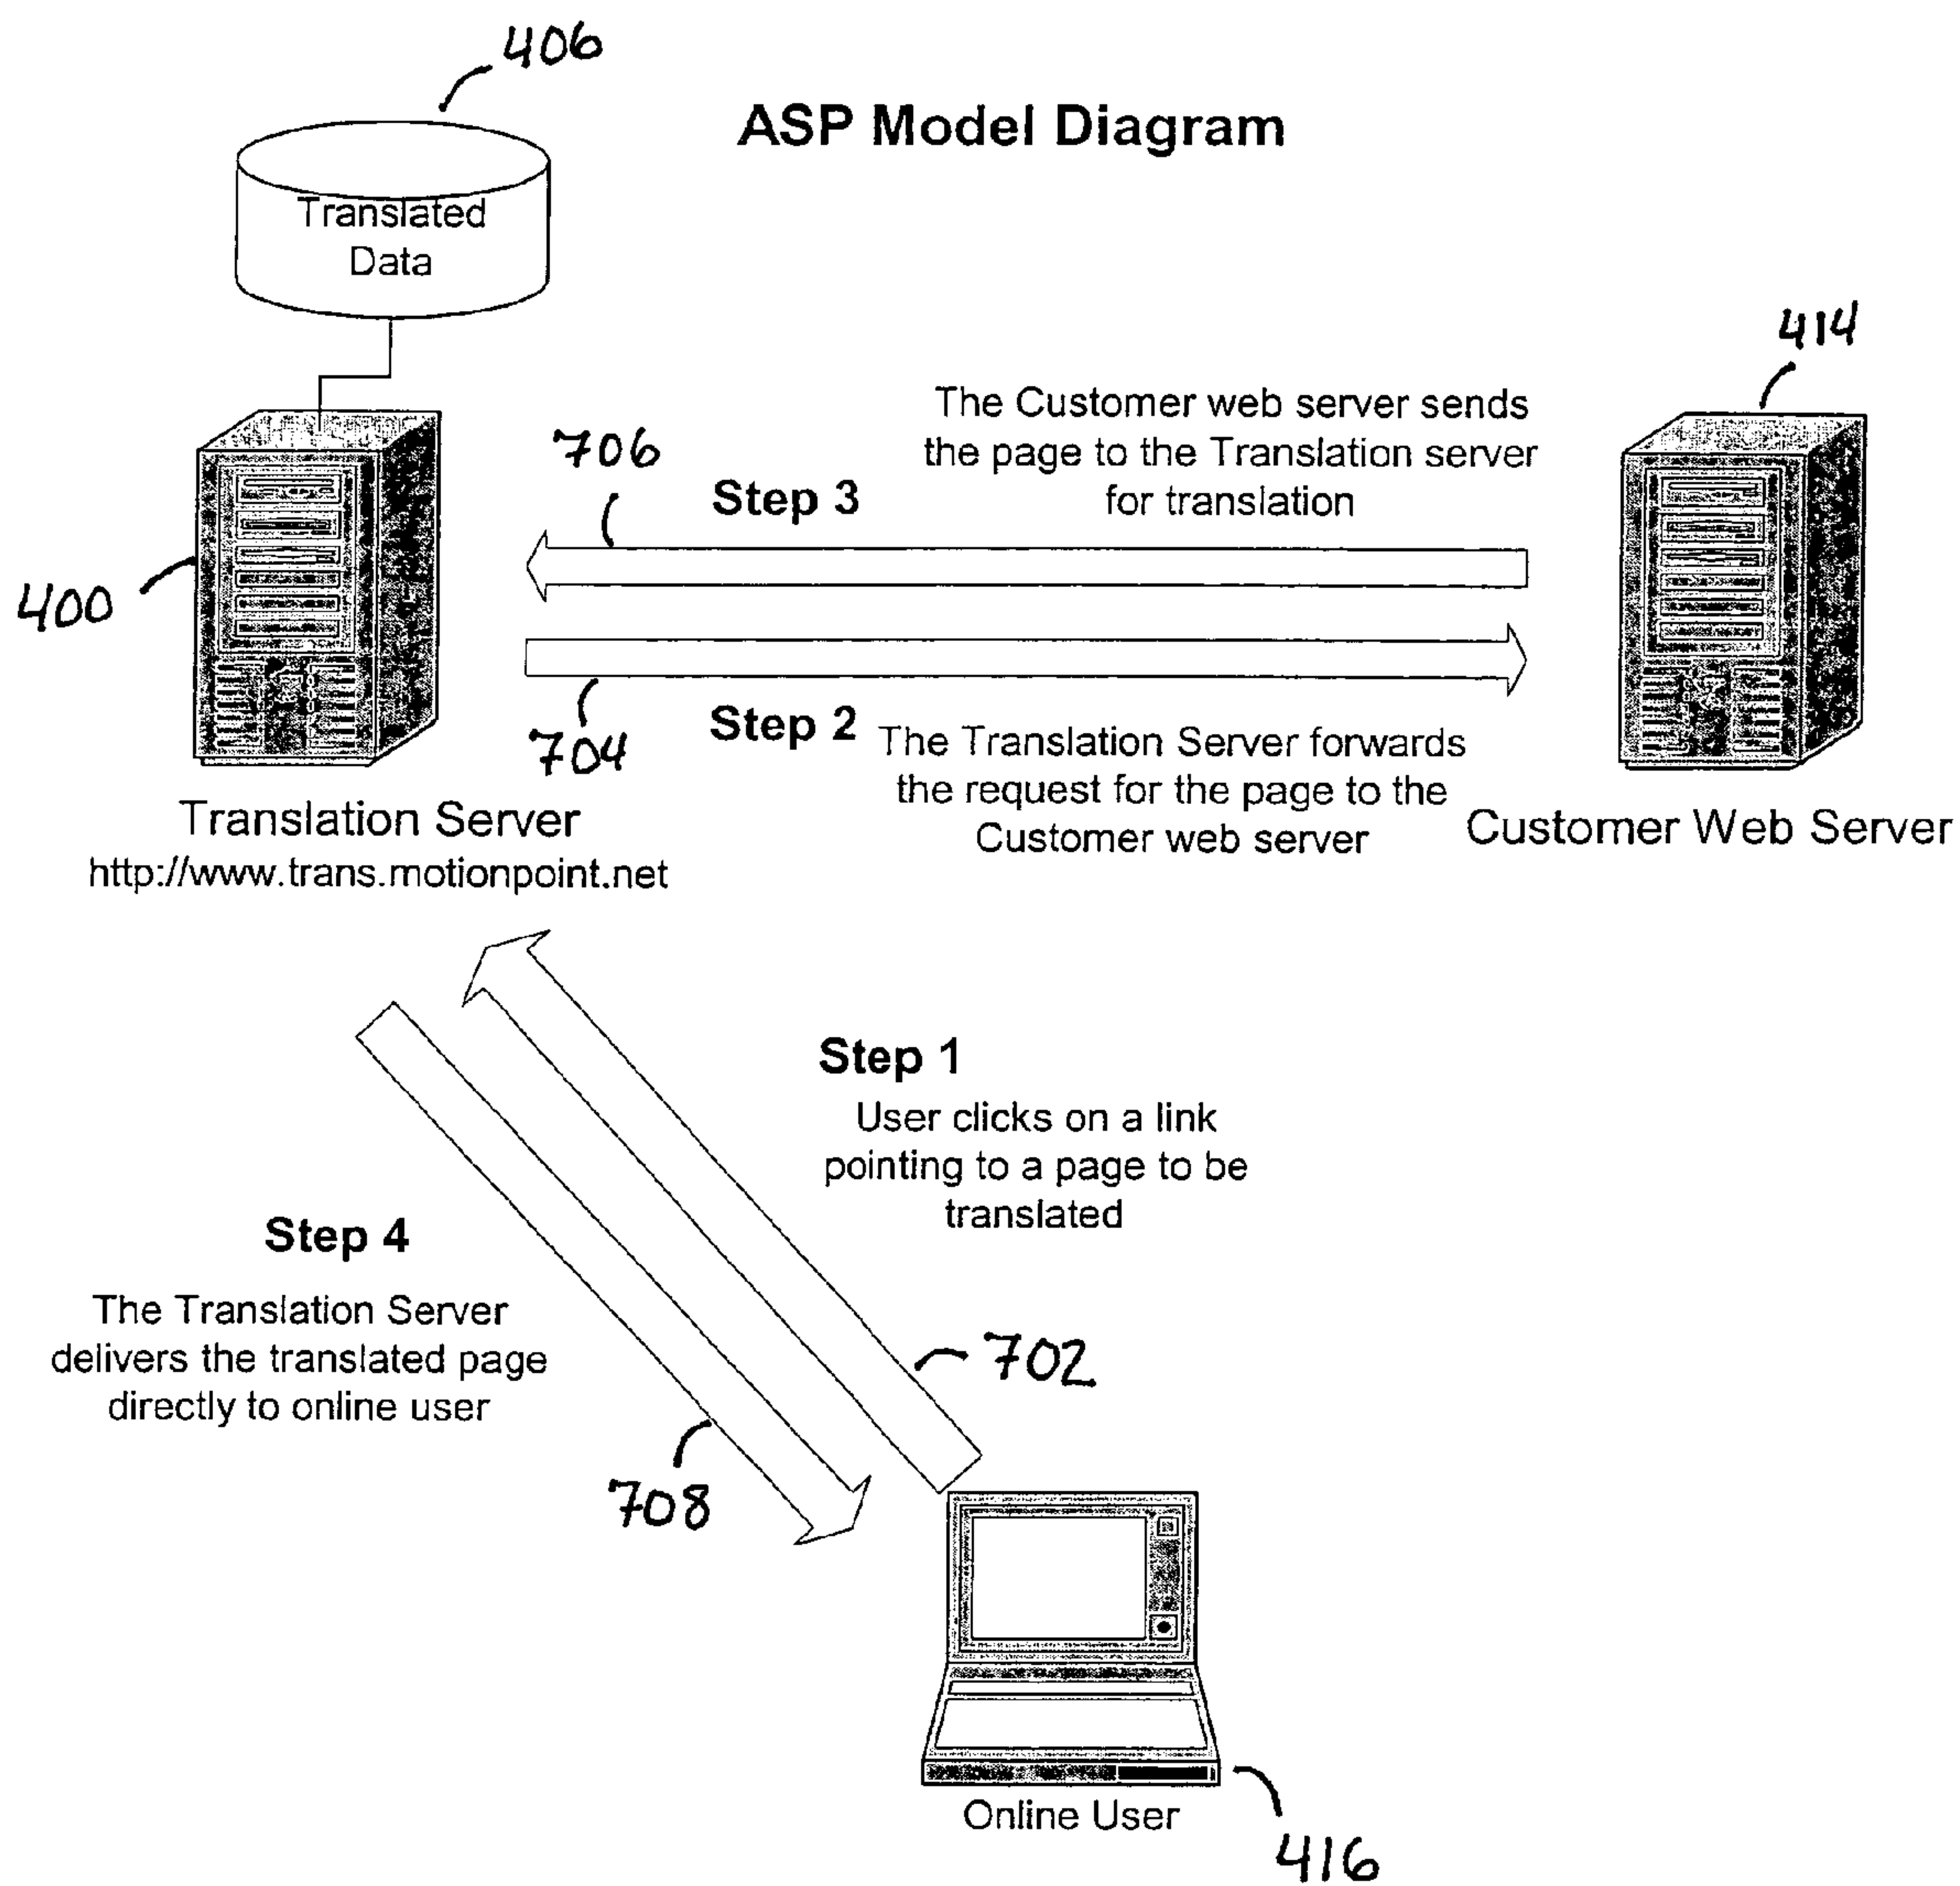 406
ASP Model Diagram
Translated
Data
414
The Customer web server sends
the page to the Translation server
for translation
706
Step 3
400
704
Step 2
The Translation Server forwards
the request for the page to the
Customer web server
Translation Server
http://www.trans.motionpoint.net
Customer Web Server
Step 1
User clicks on a link
pointing to a page to be
translated
Step 4
The Translation Server
delivers the translated page
directly to online user
702
708
Online User
416